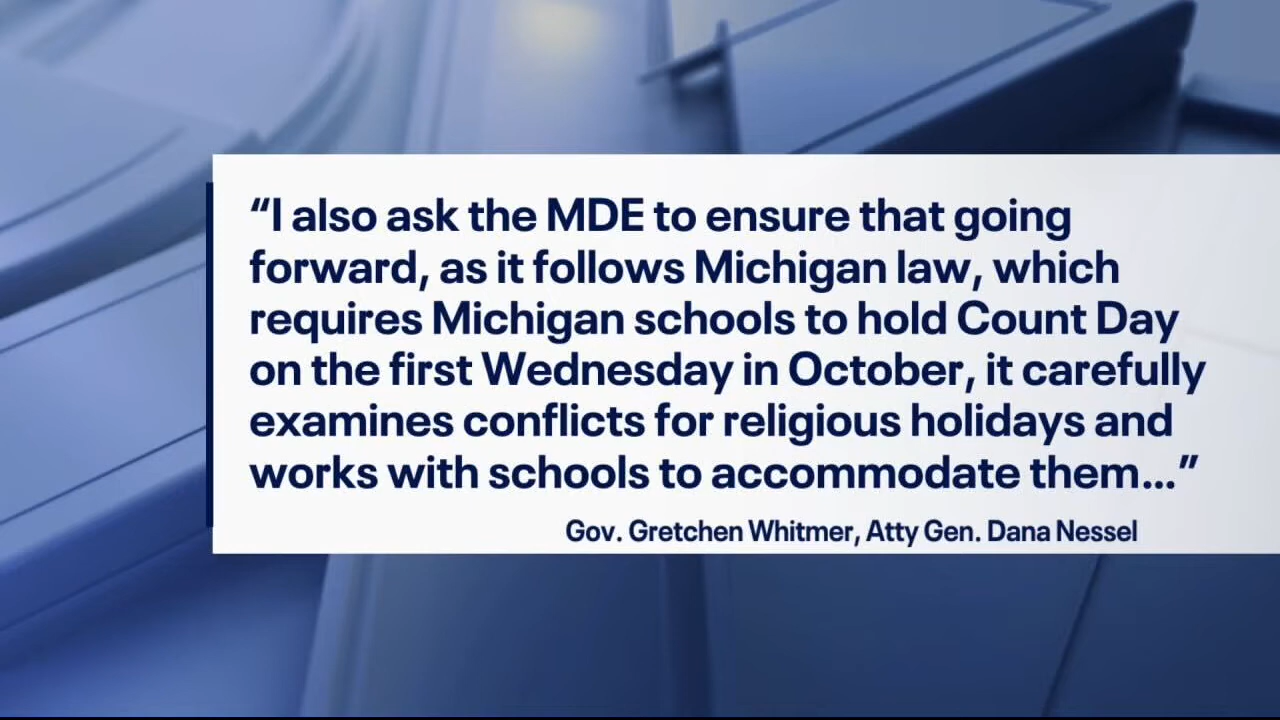 “I also ask the MDE to ensure that going
forward, as it follows Michigan law, which
requires Michigan schools to hold Count Day
on the first Wednesday in October, it carefully
examines conflicts for religious holidays and
works with schools to accommodate them...”
Gov. Gretchen Whitmer, Atty Gen. Dana Nessel